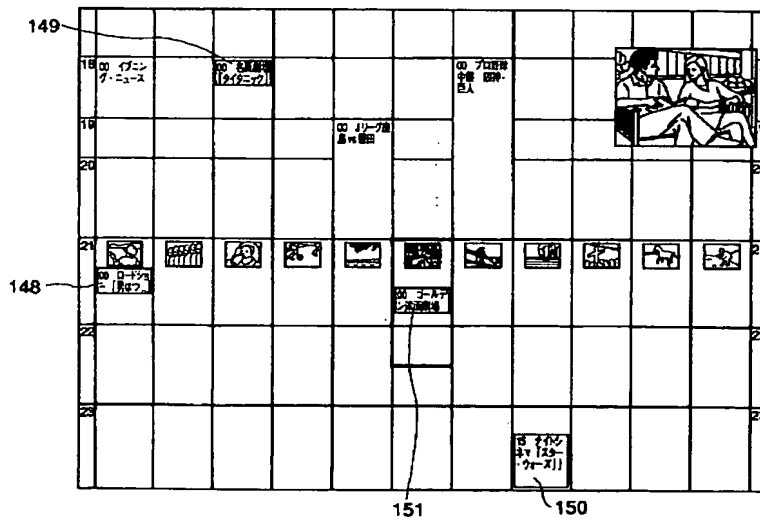 149
18
00 イブニン
グ・ニュース
00 名画劇場
「タイタニック」
00 プロ野球
中継 阪神-
巨人
19
00 Jリーグ鹿
島vs磐田
20
21
148
00 ロードショ
ー「男はつ
00 ゴールデ
ン洋画劇場
22
23
15 ナイトシ
ネマ「スター
・ウォーズ」
151
150